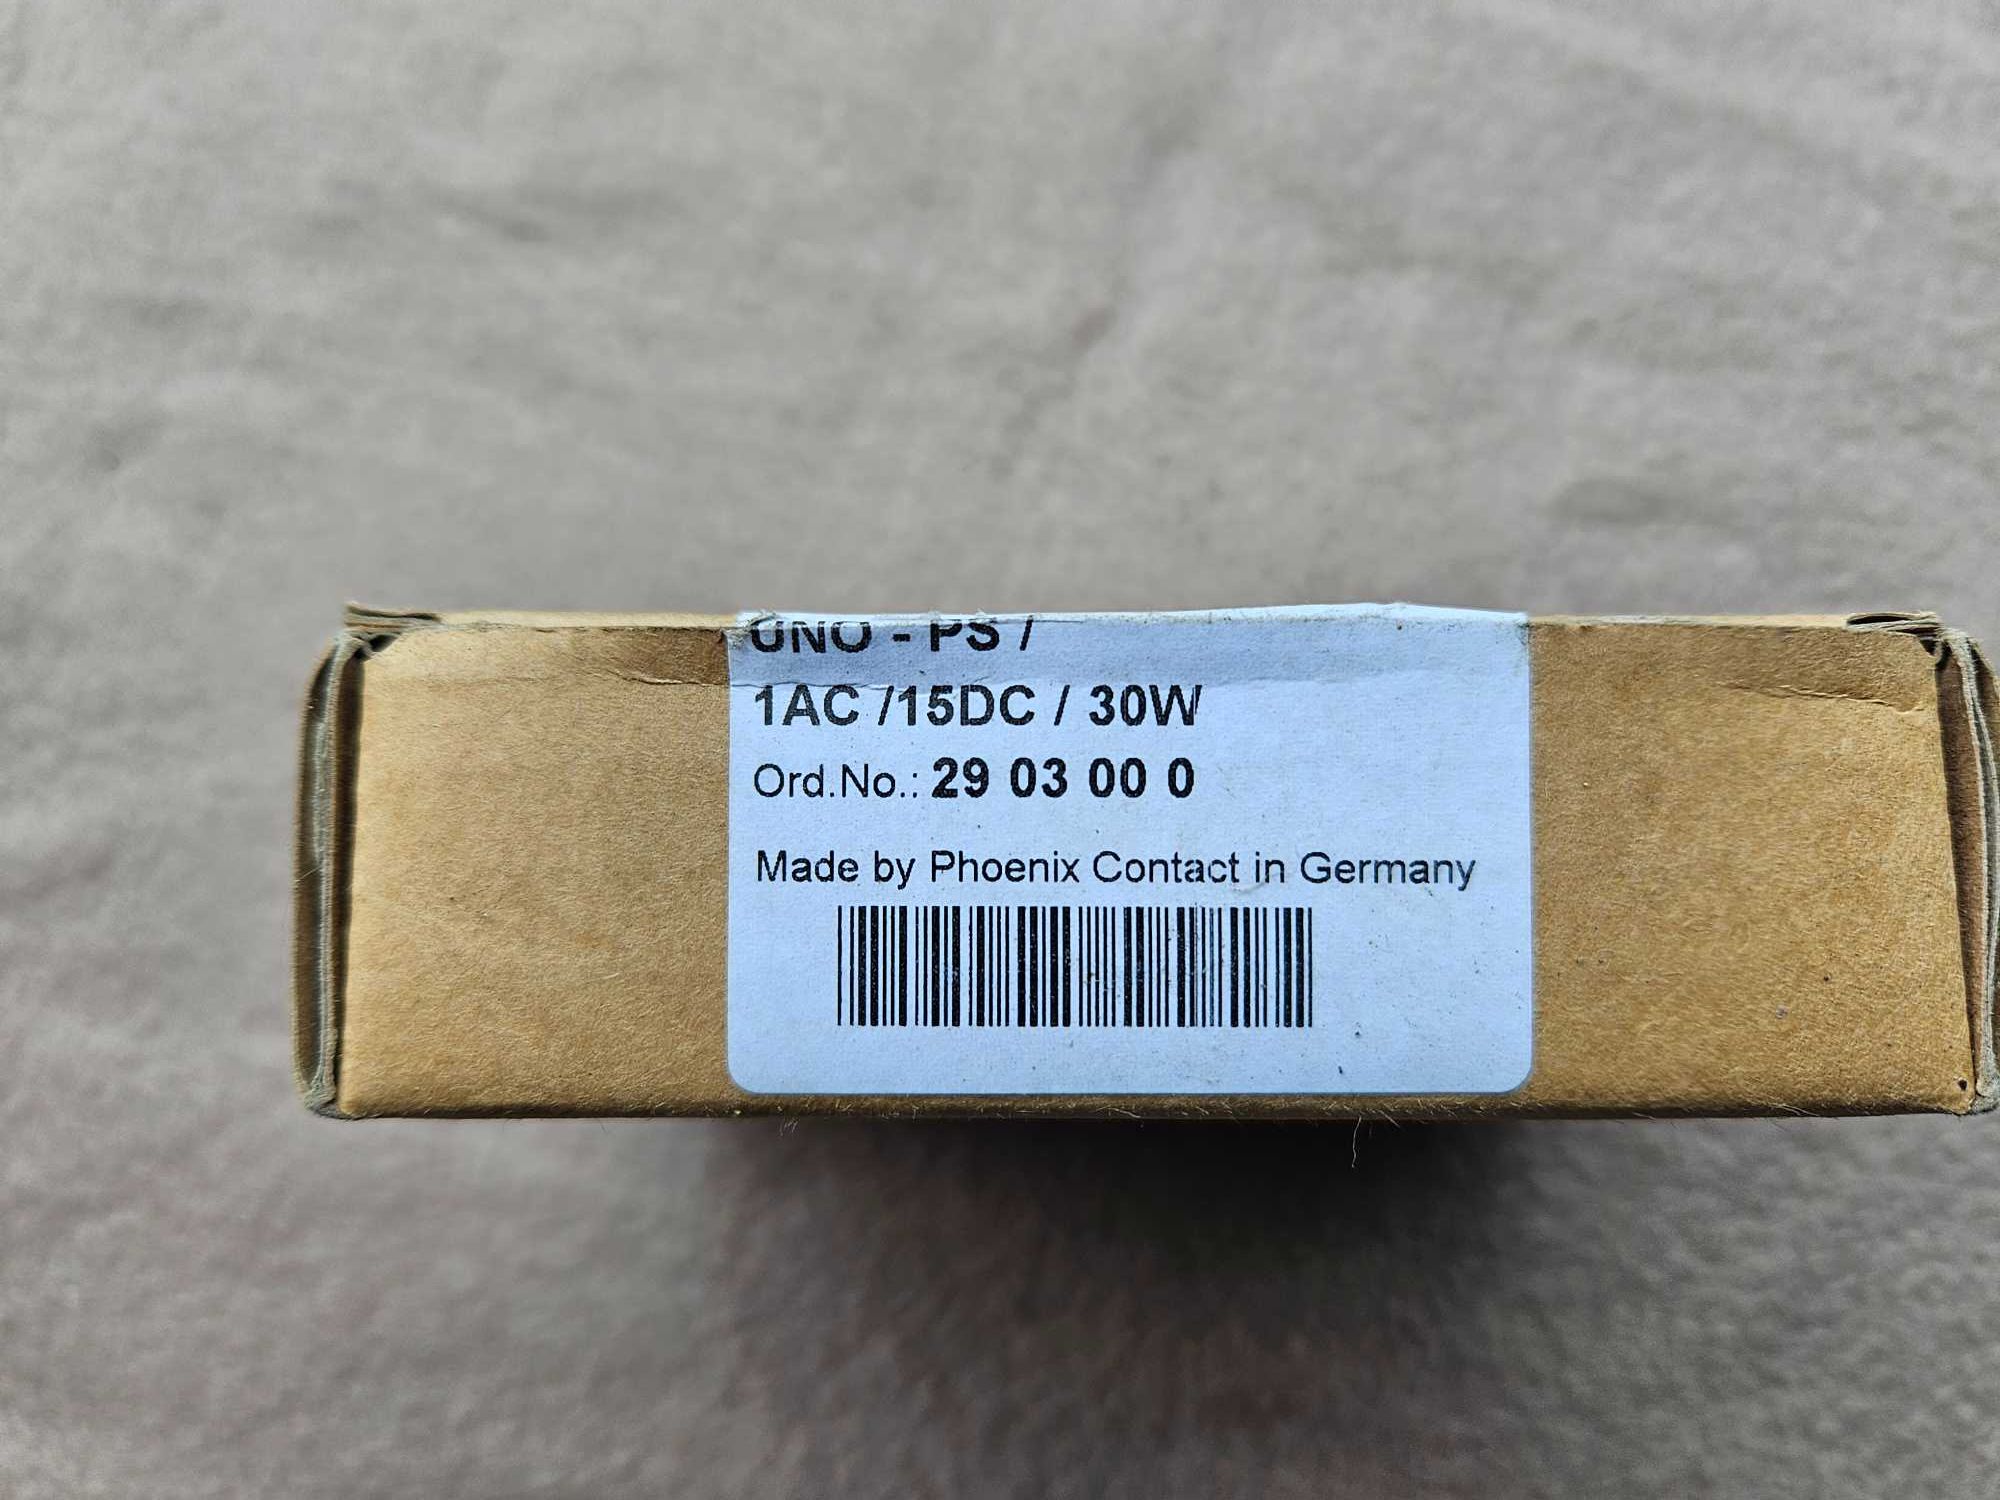 UNO - PS /
1AC /15DC / 30W
Ord.No.: 29 03 00 0
Made by Phoenix Contact in Germany